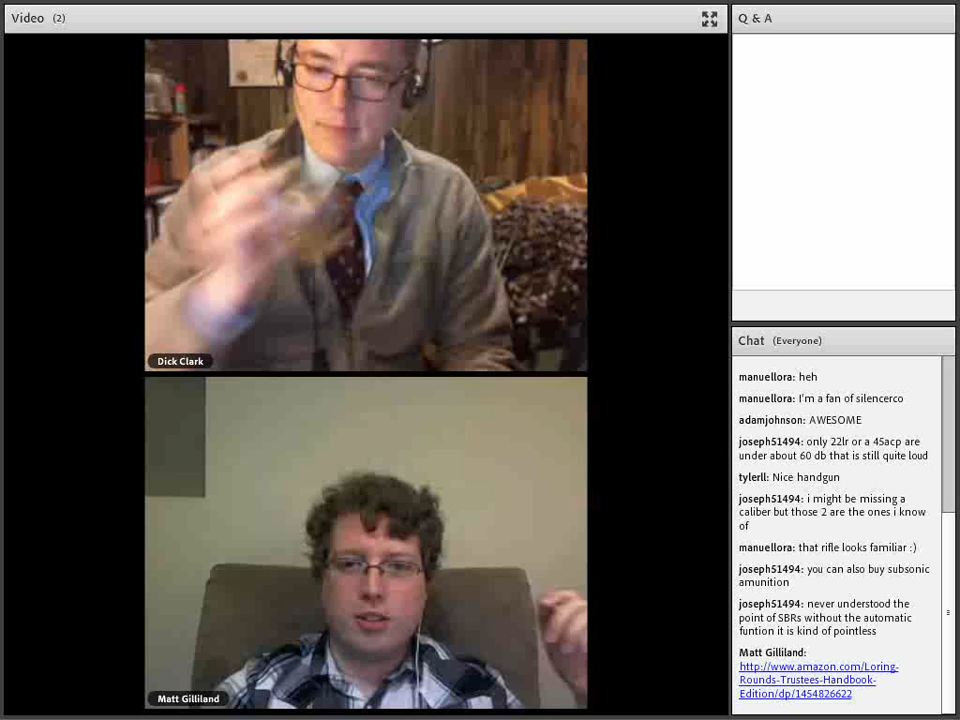 Video (2)
Dick Clark
Matt Gilliland
Q & A
Chat (Everyone)
manuellora: heh
manuellora: I'm a fan of silencerco
adamjohnson: AWESOME
joseph51494: only 22lr or a 45acp are
under about 60 db that is still quite loud
tylerll: Nice handgun
joseph51494: i might be missing a
caliber but those 2 are the ones i know
of
manuellora: that rifle looks familiar :)
joseph51494: you can also buy subsonic
amunition
joseph51494: never understood the
point of SBRs without the automatic
funtion it is kind of pointless
Matt Gilliland:
http://www.amazon.com/Loring-
Rounds-Trustees-Handbook-
Edition/dp/1454826622